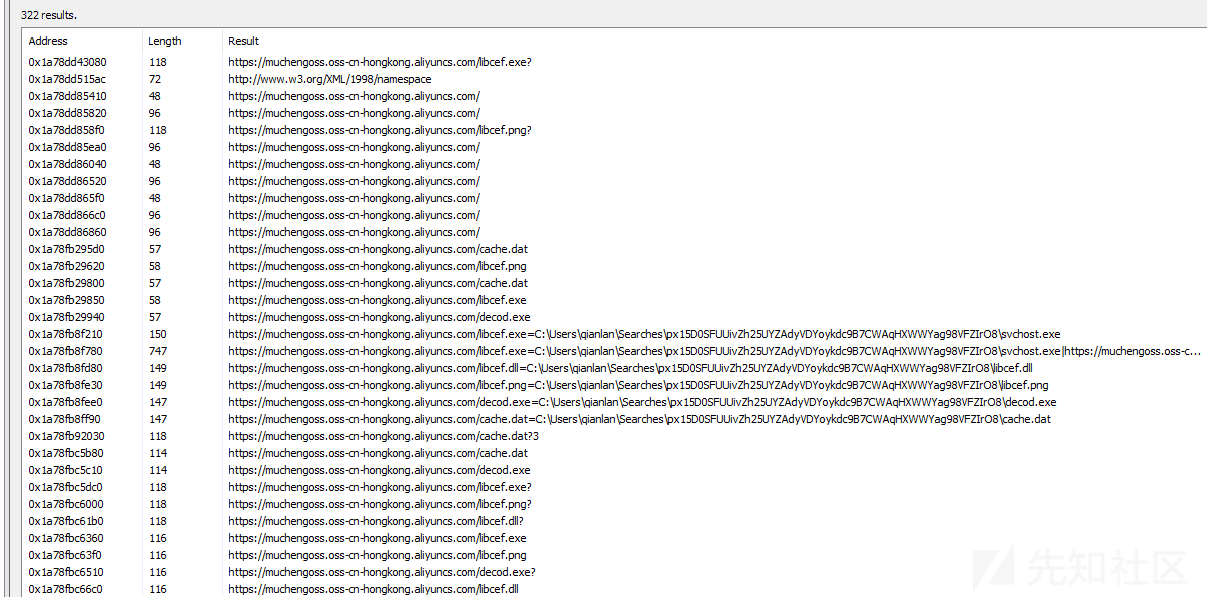 322 results.
Address Length Result
0x1a78dd43080 118 https://muchengoss.oss-cn-hongkong.aliyuncs.com/libcef.exe?
0x1a78dd515ac 72 http://www.w3.org/XML/1998/namespace
0x1a78dd85410 48 https://muchengoss.oss-cn-hongkong.aliyuncs.com/
0x1a78dd85820 96 https://muchengoss.oss-cn-hongkong.aliyuncs.com/
0x1a78dd858f0 118 https://muchengoss.oss-cn-hongkong.aliyuncs.com/libcef.png?
0x1a78dd85ea0 96 https://muchengoss.oss-cn-hongkong.aliyuncs.com/
0x1a78dd86040 48 https://muchengoss.oss-cn-hongkong.aliyuncs.com/
0x1a78dd86520 96 https://muchengoss.oss-cn-hongkong.aliyuncs.com/
0x1a78dd865f0 48 https://muchengoss.oss-cn-hongkong.aliyuncs.com/
0x1a78dd866c0 96 https://muchengoss.oss-cn-hongkong.aliyuncs.com/
0x1a78dd86860 96 https://muchengoss.oss-cn-hongkong.aliyuncs.com/
0x1a78fb295d0 57 https://muchengoss.oss-cn-hongkong.aliyuncs.com/cache.dat
0x1a78fb29620 58 https://muchengoss.oss-cn-hongkong.aliyuncs.com/libcef.png
0x1a78fb29800 57 https://muchengoss.oss-cn-hongkong.aliyuncs.com/cache.dat
0x1a78fb29850 58 https://muchengoss.oss-cn-hongkong.aliyuncs.com/libcef.exe
0x1a78fb29940 57 https://muchengoss.oss-cn-hongkong.aliyuncs.com/decod.exe
0x1a78fb8f210 150 https://muchengoss.oss-cn-hongkong.aliyuncs.com/libcef.exe=C:\Users\qianlan\Searches\px15D0SFUUivZh25UYZAdyVDYoykdc9B7CWAqHXWWYag98VFZIrO8\svchost.exe
0x1a78fb8f780 747 https://muchengoss.oss-cn-hongkong.aliyuncs.com/libcef.exe=C:\Users\qianlan\Searches\px15D0SFUUivZh25UYZAdyVDYoykdc9B7CWAqHXWWYag98VFZIrO8\svchost.exe|https://muchengoss.oss-c...
0x1a78fb8fd80 149 https://muchengoss.oss-cn-hongkong.aliyuncs.com/libcef.dll=C:\Users\qianlan\Searches\px15D0SFUUivZh25UYZAdyVDYoykdc9B7CWAqHXWWYag98VFZIrO8\libcef.dll
0x1a78fb8fe30 149 https://muchengoss.oss-cn-hongkong.aliyuncs.com/libcef.png=C:\Users\qianlan\Searches\px15D0SFUUivZh25UYZAdyVDYoykdc9B7CWAqHXWWYag98VFZIrO8\libcef.png
0x1a78fb8fee0 147 https://muchengoss.oss-cn-hongkong.aliyuncs.com/decod.exe=C:\Users\qianlan\Searches\px15D0SFUUivZh25UYZAdyVDYoykdc9B7CWAqHXWWYag98VFZIrO8\decod.exe
0x1a78fb8ff90 147 https://muchengoss.oss-cn-hongkong.aliyuncs.com/cache.dat=C:\Users\qianlan\Searches\px15D0SFUUivZh25UYZAdyVDYoykdc9B7CWAqHXWWYag98VFZIrO8\cache.dat
0x1a78fb92030 118 https://muchengoss.oss-cn-hongkong.aliyuncs.com/cache.dat?3
0x1a78fbc5b80 114 https://muchengoss.oss-cn-hongkong.aliyuncs.com/cache.dat
0x1a78fbc5c10 114 https://muchengoss.oss-cn-hongkong.aliyuncs.com/decod.exe
0x1a78fbc5dc0 118 https://muchengoss.oss-cn-hongkong.aliyuncs.com/libcef.exe?
0x1a78fbc6000 118 https://muchengoss.oss-cn-hongkong.aliyuncs.com/libcef.png?
0x1a78fbc61b0 118 https://muchengoss.oss-cn-hongkong.aliyuncs.com/libcef.dll?
0x1a78fbc6360 116 https://muchengoss.oss-cn-hongkong.aliyuncs.com/libcef.exe
0x1a78fbc63f0 116 https://muchengoss.oss-cn-hongkong.aliyuncs.com/libcef.png
0x1a78fbc6510 116 https://muchengoss.oss-cn-hongkong.aliyuncs.com/decod.exe?
0x1a78fbc66c0 116 https://muchengoss.oss-cn-hongkong.aliyuncs.com/libcef.dll
先知社区